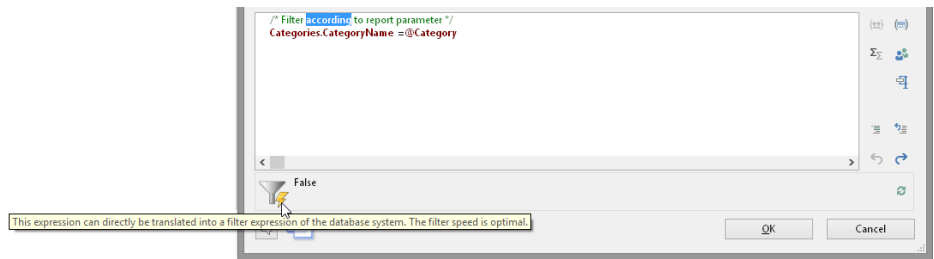 /* Filter according to report parameter */
Categories.CategoryName =@Category
False
This expression can directly be translated into a filter expression of the database system. The filter speed is optimal.
OK
Cancel